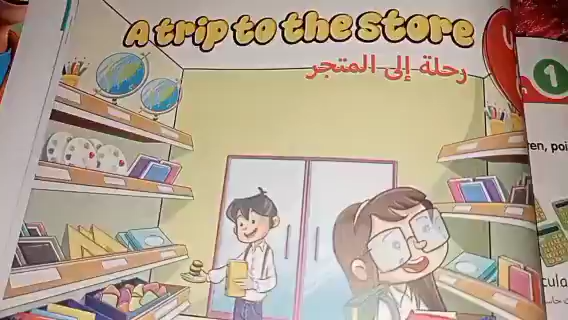 A trip to the store
رحلة إلى المتجر
1